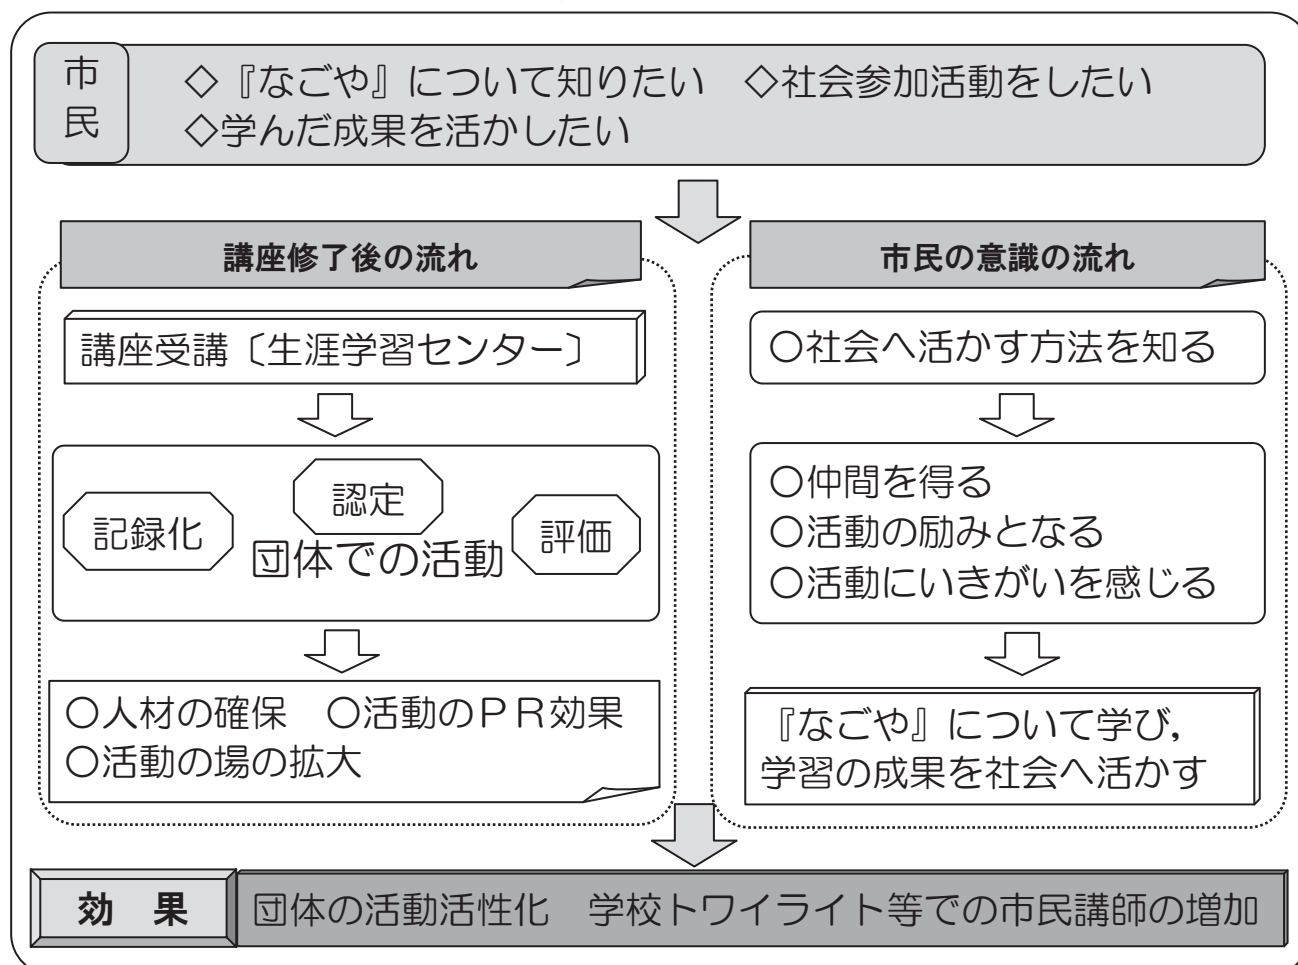 市民
◇『なごや』について知りたい　◇社会参加活動をしたい
◇学んだ成果を活かしたい
講座修了後の流れ
講座受講〔生涯学習センター〕
記録化
認定
評価
団体での活動
○人材の確保　○活動のＰＲ効果
○活動の場の拡大
市民の意識の流れ
○社会へ活かす方法を知る
○仲間を得る
○活動の励みとなる
○活動にいきがいを感じる
『なごや』について学び，
学習の成果を社会へ活かす
効　果
団体の活動活性化　学校トワイライト等での市民講師の増加